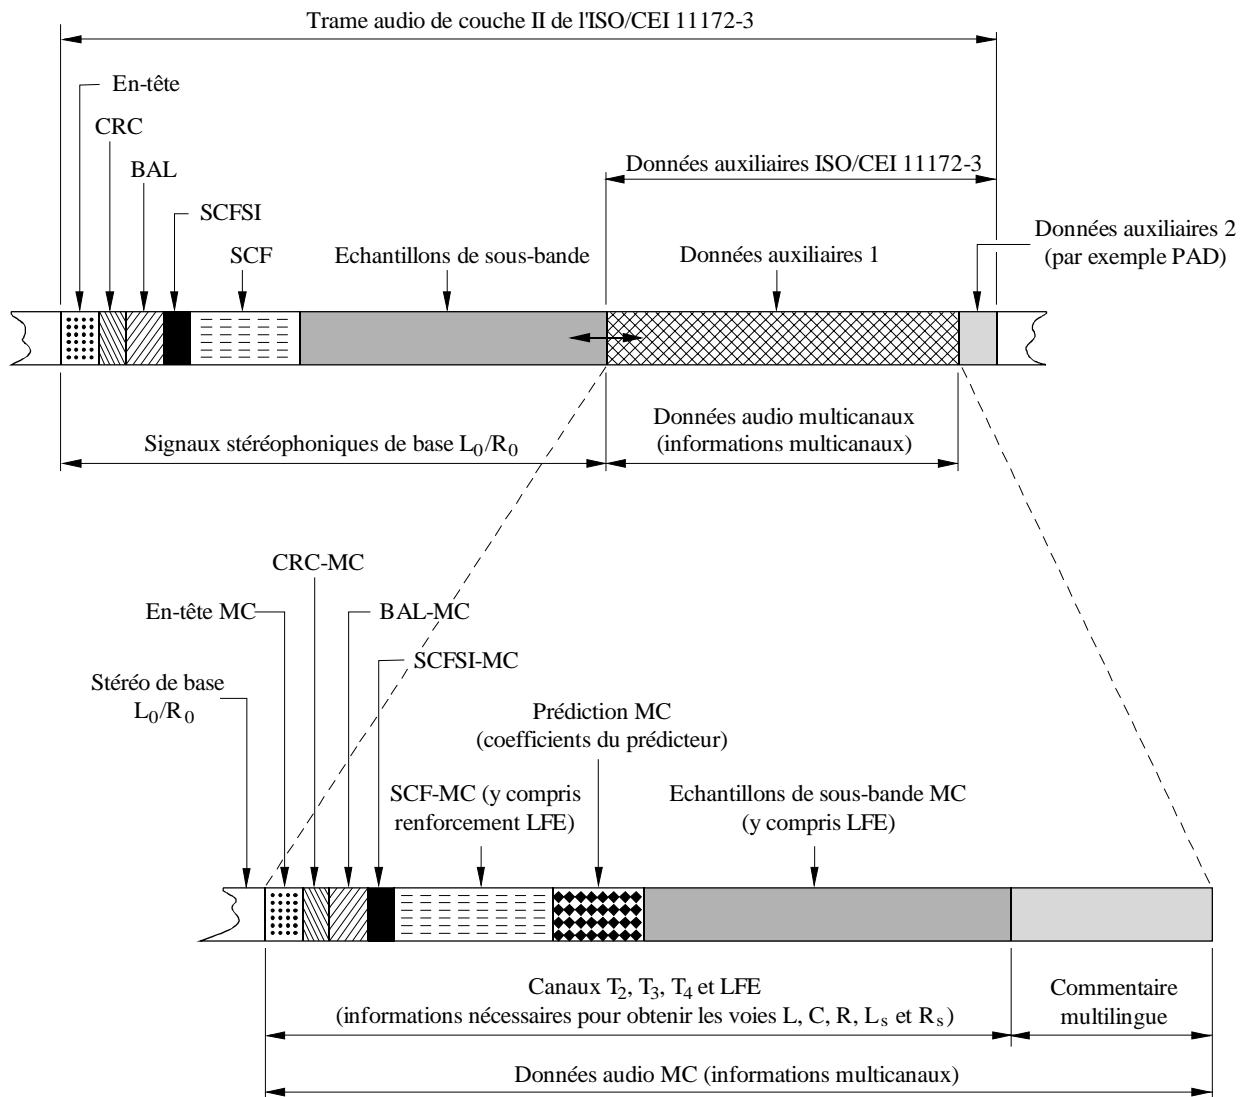 Trame audio de couche II de l'ISO/CEI 11172-3
En-tête
CRC
BAL
SCFSI
SCF
Echantillons de sous-bande
Données auxiliaires ISO/CEI 11172-3
Données auxiliaires 1
Données auxiliaires 2
(par exemple PAD)
Signaux stéréophoniques de base L0/R0
Données audio multicanaux
(informations multicanaux)
CRC-MC
En-tête MC
BAL-MC
SCFSI-MC
Stéréo de base
L0/R0
Prédiction MC
(coefficients du prédicteur)
SCF-MC (y compris
renforcement LFE)
Echantillons de sous-bande MC
(y compris LFE)
Canaux T2, T3, T4 et LFE
(informations nécessaires pour obtenir les voies L, C, R, Ls et Rs)
Commentaire
multilingue
Données audio MC (informations multicanaux)